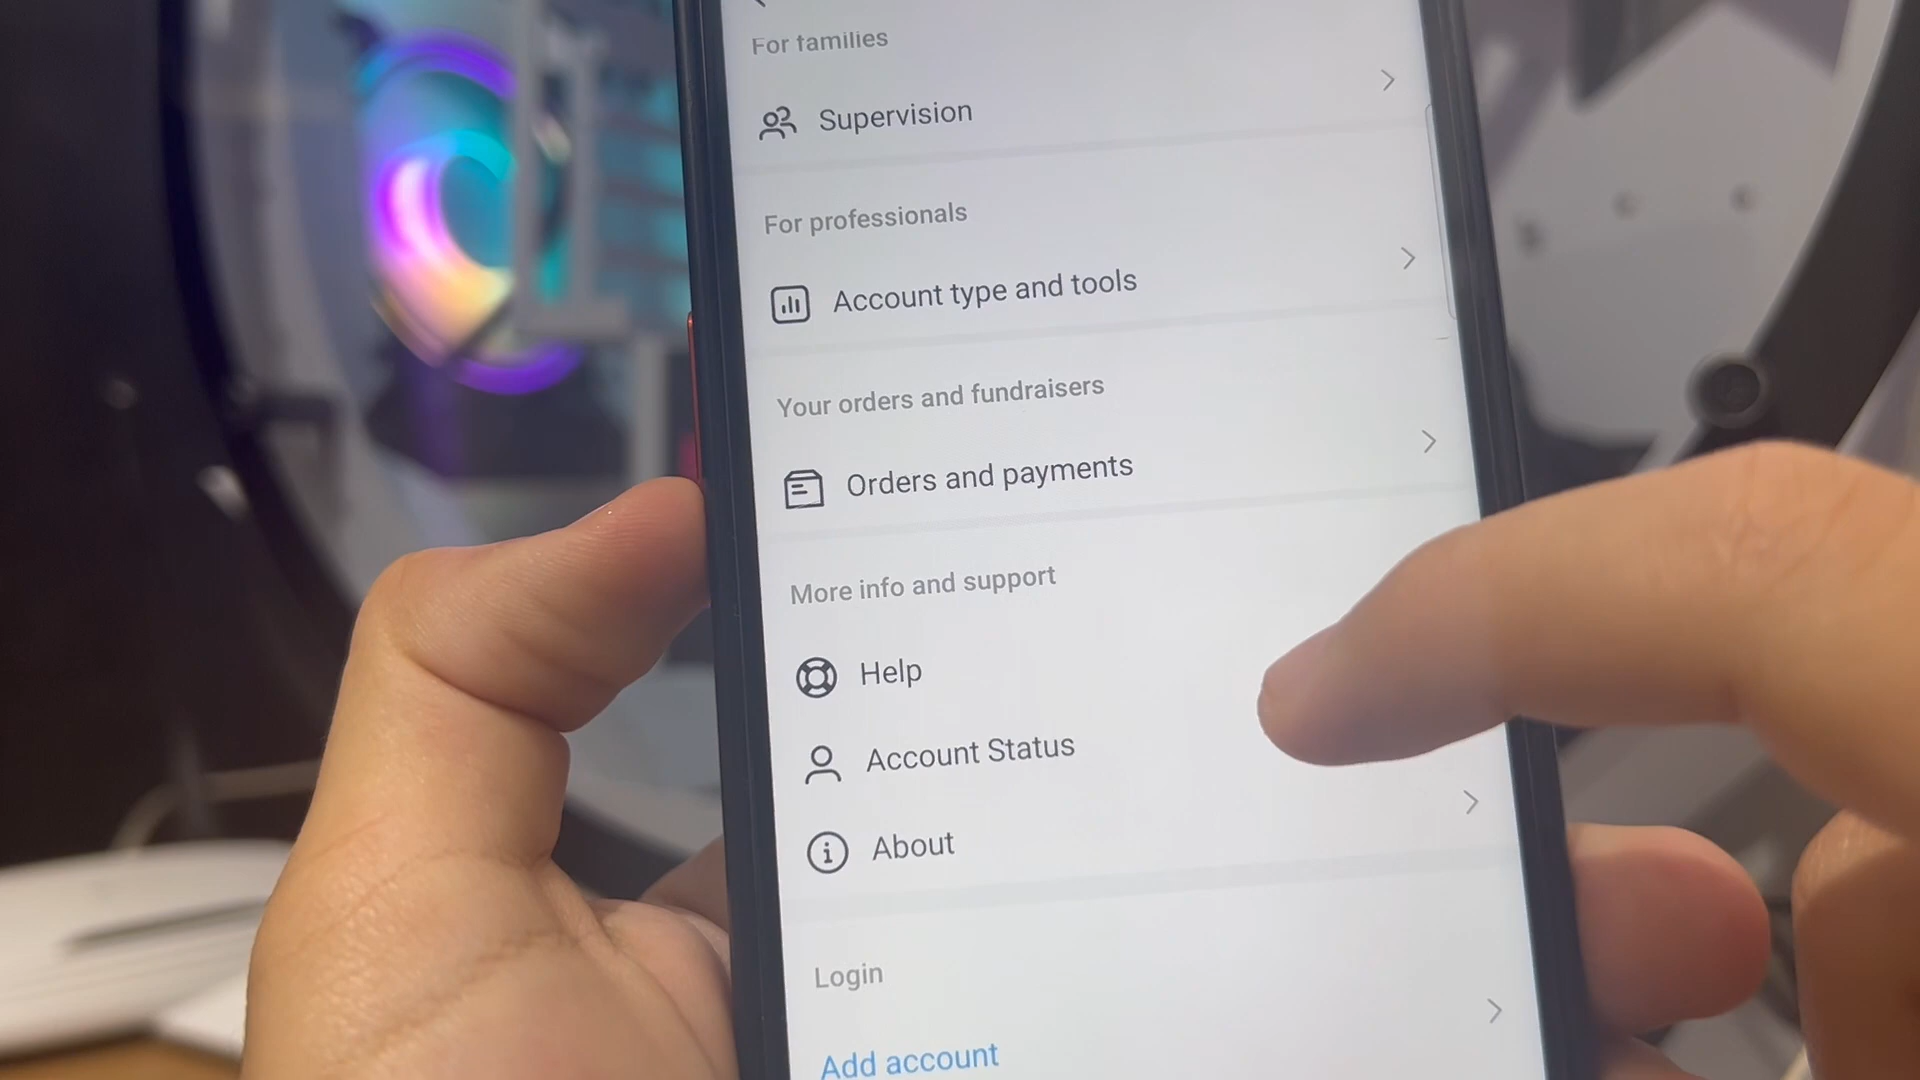 For families
Supervision
For professionals
Account type and tools
Your orders and fundraisers
Orders and payments
More info and support
Help
Account Status
About
Login
Add account